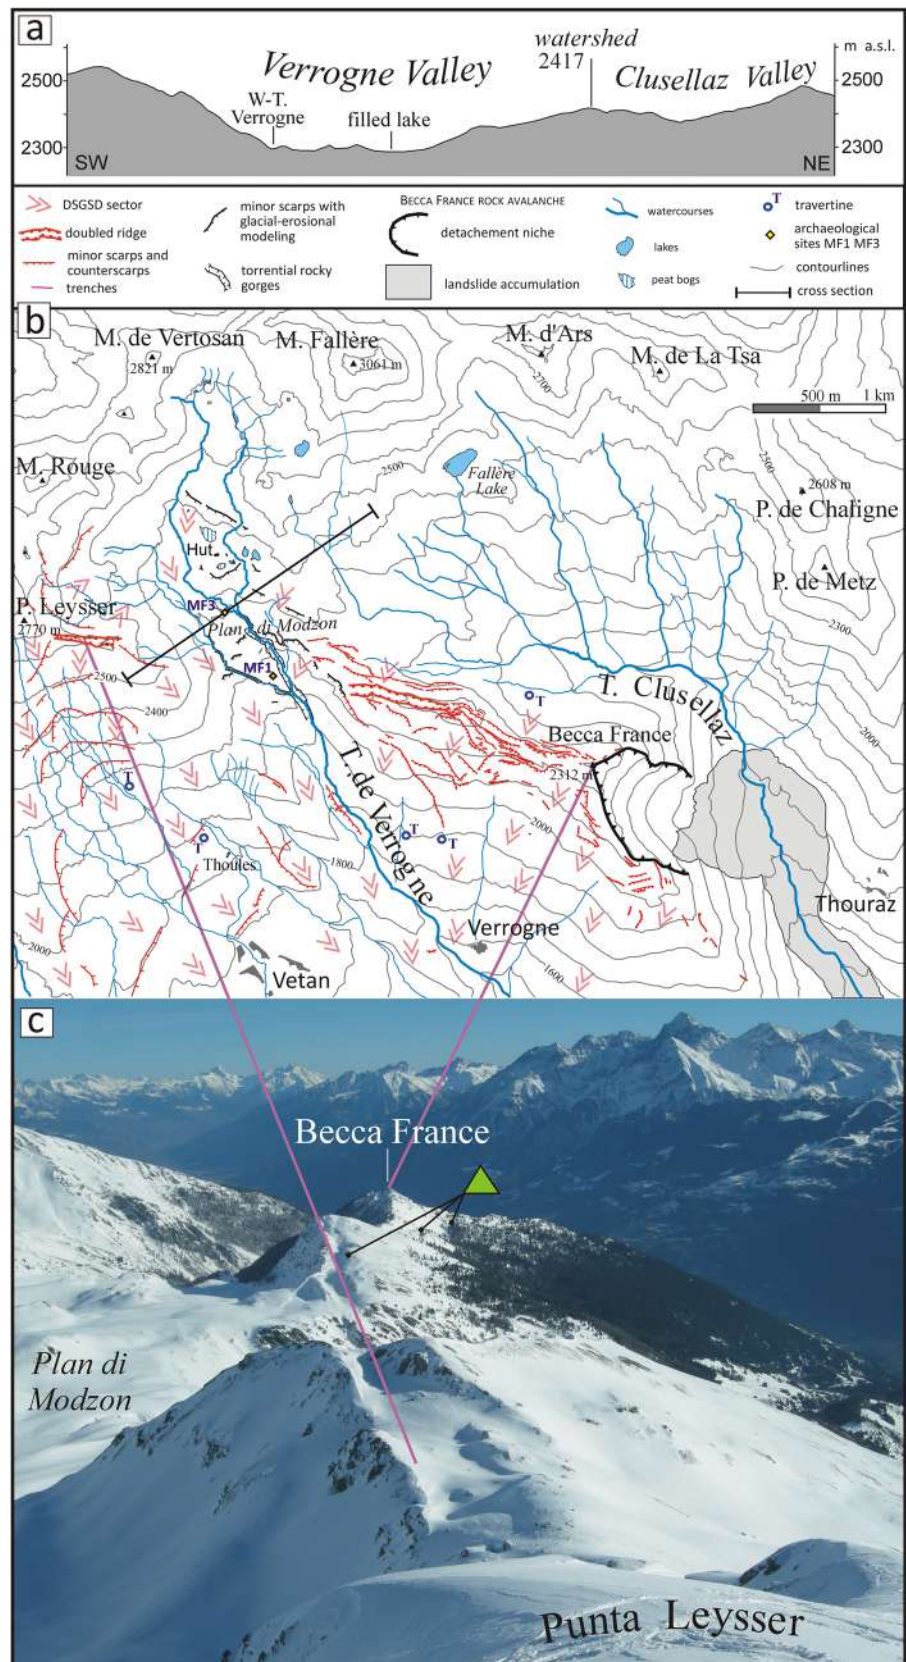 a
Verrogne Valley
watershed
2417
Clusellaz Valley
m a.s.l.
2500
2500
W-T.
Verrogne
filled lake
2300
2300
SW
NE
DSGSD sector
doubled ridge
minor scarps and
counterscarps
trenches
minor scarps with
glacial-erosional
modeling
torrential rocky
gorges
BECCA FRANCE ROCK AVALANCHE
detachement niche
landslide accumulation
watercourses
lakes
peat bogs
T
travertine
archaeological
sites MF1 MF3
contourlines
cross section
b
M. de Vertosan
2821 m
M. Fallère
3061 m
M. d'Ars
2700
M. de La Tsa
500 m 1 km
M. Rouge
2500
Fallère
Lake
2500
2608 m
P. de Chaligne
P. de Metz
Hut
MF3
P. Leysser
2770 m
Plan di Modzon
2300
MF1
2500
2400
T
T. Clusellaz
Becca France
2312 m
2000
T
T. de Verrogne
T
T
T
2000
Thoules
1800
Thouraz
2000
Verrogne
1600
Vetan
c
Becca France
Plan di
Modzon
Punta Leysser